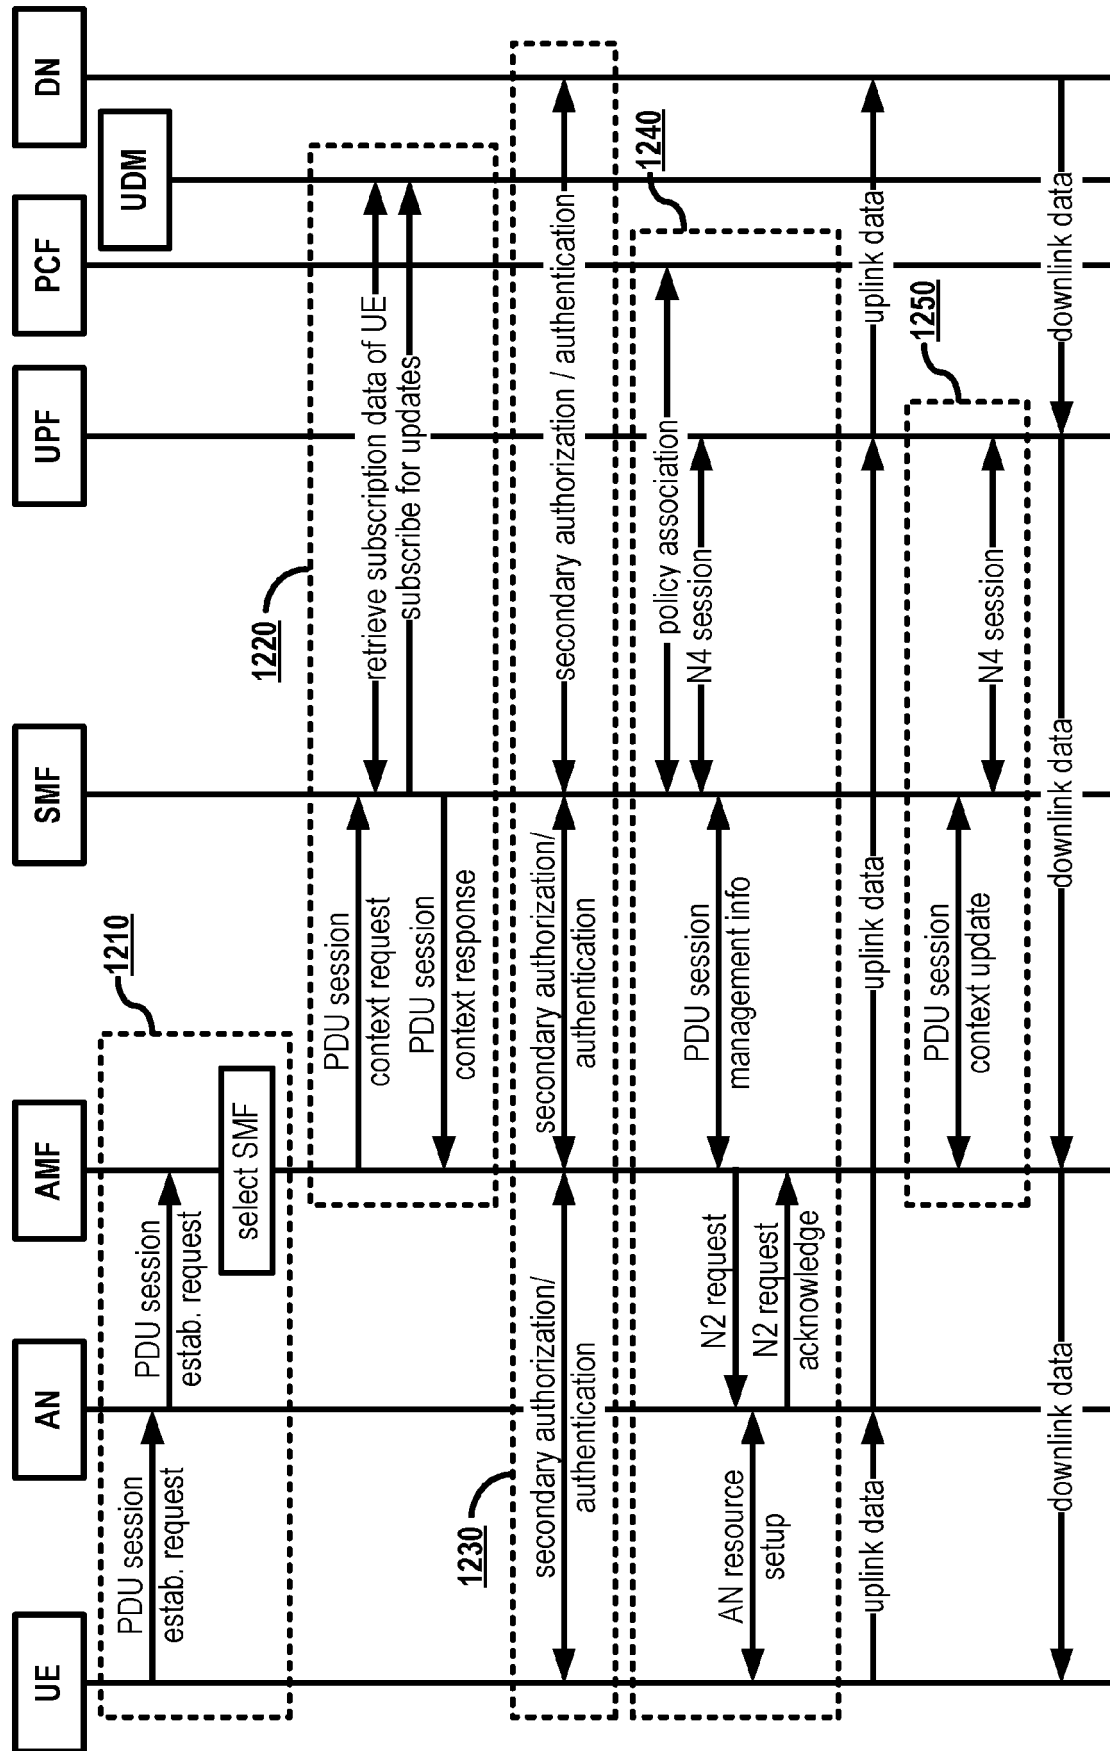 UE
AN
AMF
SMF
UPF
PCF
UDM
DN
1210
PDU session
estab. request
PDU session
estab. request
select SMF
1220
PDU session
context request
retrieve subscription data of UE
subscribe for updates
PDU session
context response
1230
secondary authorization/
authentication
secondary authorization/
authentication
secondary authorization / authentication
1240
policy association
N4 session
PDU session
management info
N2 request
AN resource
setup
N2 request
acknowledge
uplink data
uplink data
uplink data
1250
PDU session
context update
N4 session
downlink data
downlink data
downlink data